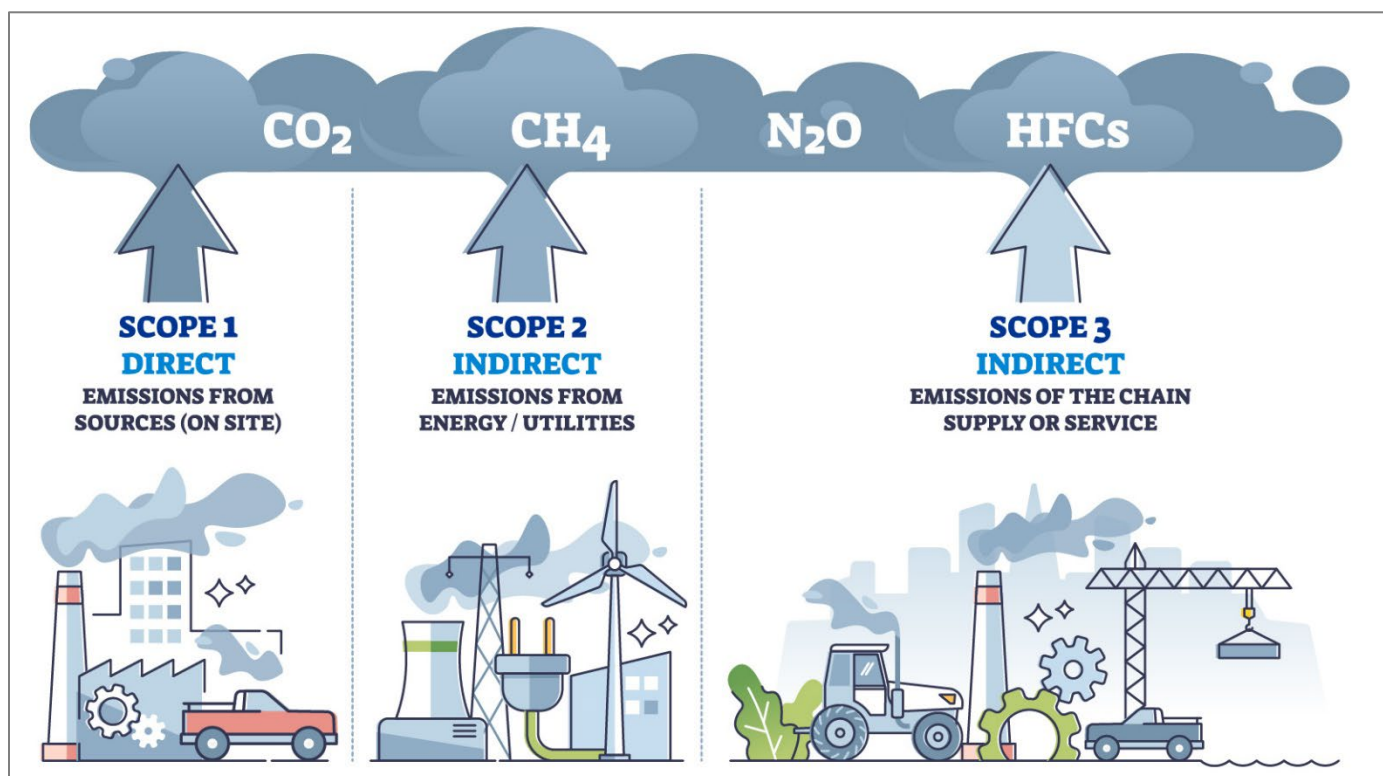 CO₂ CH₄ N₂O HFCs
SCOPE 1
DIRECT
EMISSIONS FROM
SOURCES (ON SITE)
SCOPE 2
INDIRECT
EMISSIONS FROM
ENERGY / UTILITIES
SCOPE 3
INDIRECT
EMISSIONS OF THE CHAIN
SUPPLY OR SERVICE